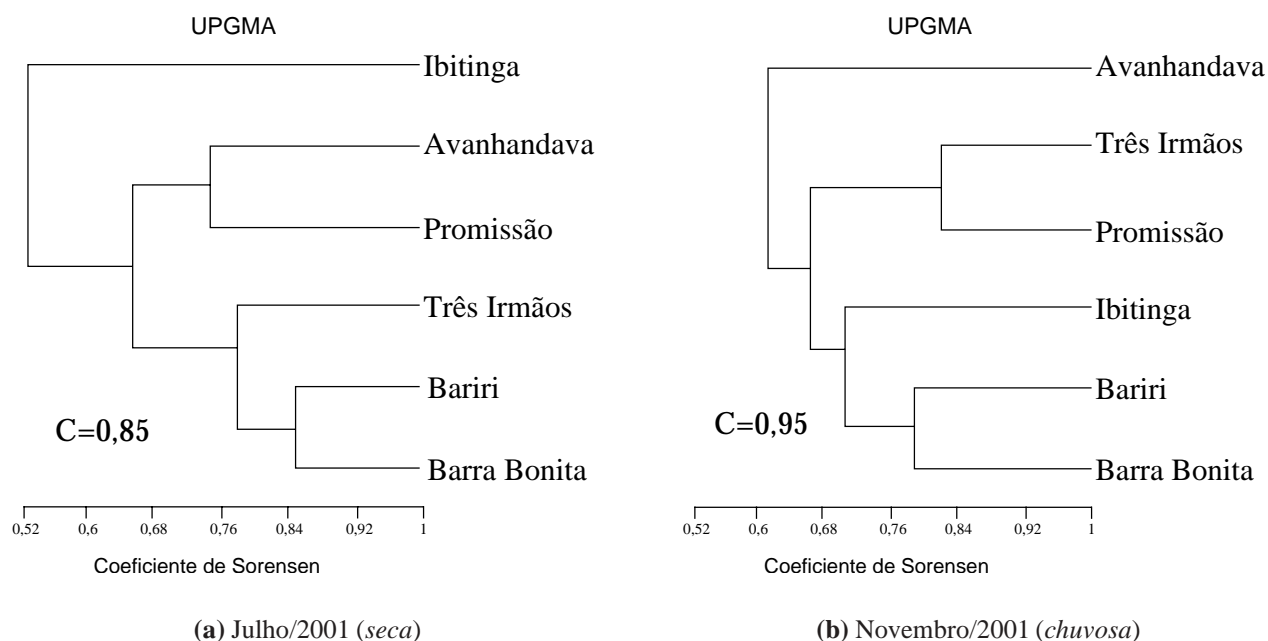 UPGMA
Ibitinga
Avanhandava
Promissão
Três Irmãos
Bariri
Barra Bonita
C=0,85
0,52 0,6 0,68 0,76 0,84 0,92 1
Coeficiente de Sorensen
(a) Julho/2001 (seca)
UPGMA
Avanhandava
Três Irmãos
Promissão
Ibitinga
Bariri
Barra Bonita
C=0,95
0,52 0,6 0,68 0,76 0,84 0,92 1
Coeficiente de Sorensen
(b) Novembro/2001 (chuvosa)